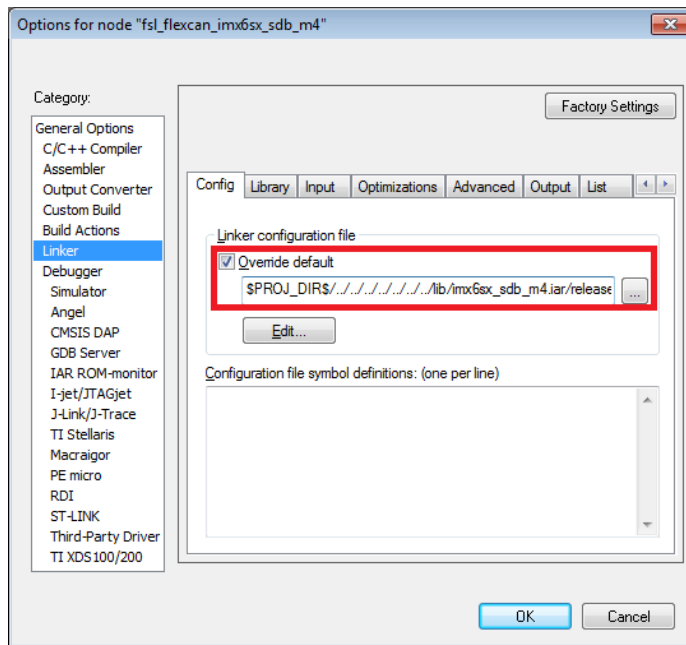 Options for node "fsl_flexcan_imx6sx_sdb_m4"
Category:
Factory Settings
General Options
C/C++ Compiler
Assembler
Output Converter
Custom Build
Build Actions
Linker
Debugger
Simulator
Angel
CMSIS DAP
GDB Server
IAR ROM-monitor
I-jet/JTAGjet
J-Link/J-Trace
TI Stellaris
Macraigor
PE micro
RDI
ST-LINK
Third-Party Driver
TI XDS100/200
Config Library Input Optimizations Advanced Output List
Linker configuration file
Override default
$PROJ_DIR$/../../../../../../../lib/imx6sx_sdb_m4.iar/release
...
Edit...
Configuration file symbol definitions: (one per line)
OK Cancel